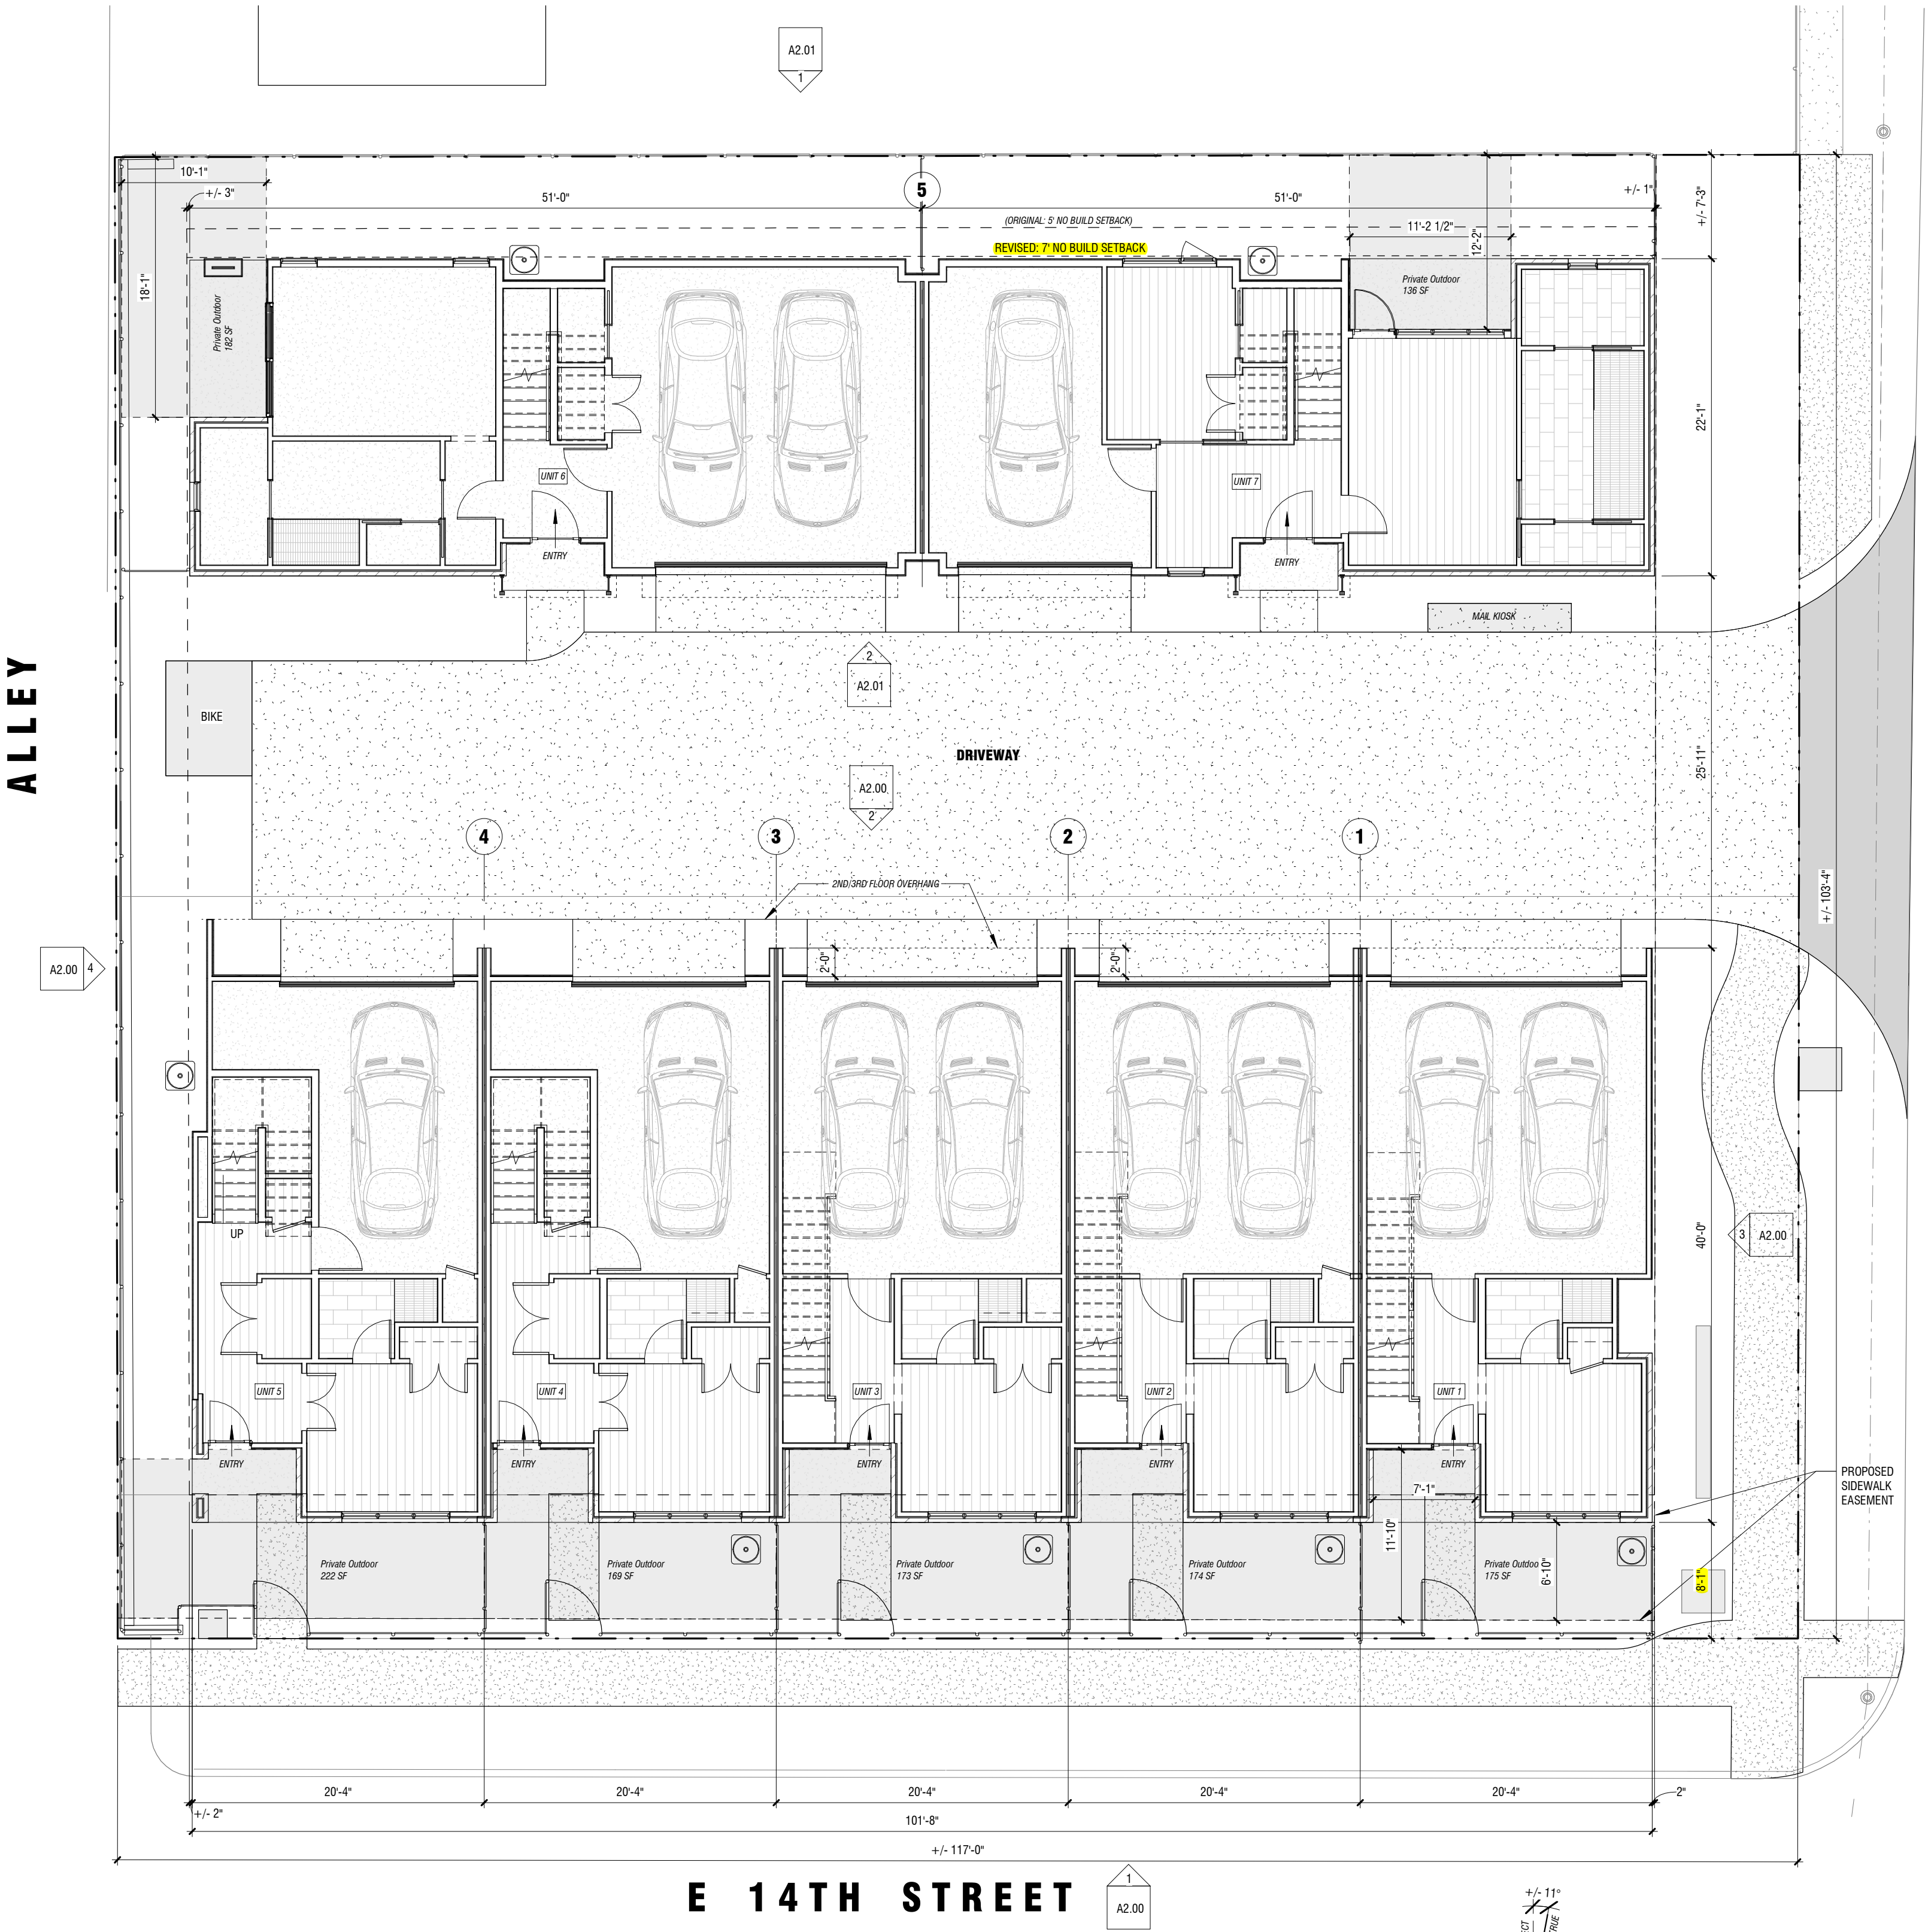 A2.01
1
10'-1"
+/- 3"
51'-0"
5
51'-0"
+/- 1"
+/- 7'-3"
(ORIGINAL: 5' NO BUILD SETBACK)
REVISED: 7' NO BUILD SETBACK
11'-2 1/2"
12'-2"
18'-1"
Private Outdoor
182 SF
Private Outdoor
136 SF
22'-1"
UNIT 6
UNIT 7
ENTRY
ENTRY
MAIL KIOSK
ALLEY
2
A2.01
BIKE
DRIVEWAY
25'-11"
A2.00
2
4
3
2
1
2ND/3RD FLOOR OVERHANG
+/- 103'-4"
A2.00
4
2'-0"
2'-0"
UP
40'-0"
3
A2.00
UNIT 5
UNIT 4
UNIT 3
UNIT 2
UNIT 1
ENTRY
ENTRY
ENTRY
ENTRY
ENTRY
PROPOSED
SIDEWALK
EASEMENT
7'-1"
11'-10"
6'-10"
8'-1"
Private Outdoor
222 SF
Private Outdoor
169 SF
Private Outdoor
173 SF
Private Outdoor
174 SF
Private Outdoor
175 SF
20'-4"
20'-4"
20'-4"
20'-4"
20'-4"
2"
+/- 2"
101'-8"
+/- 117'-0"
E 14TH STREET
1
A2.00
+/- 11°